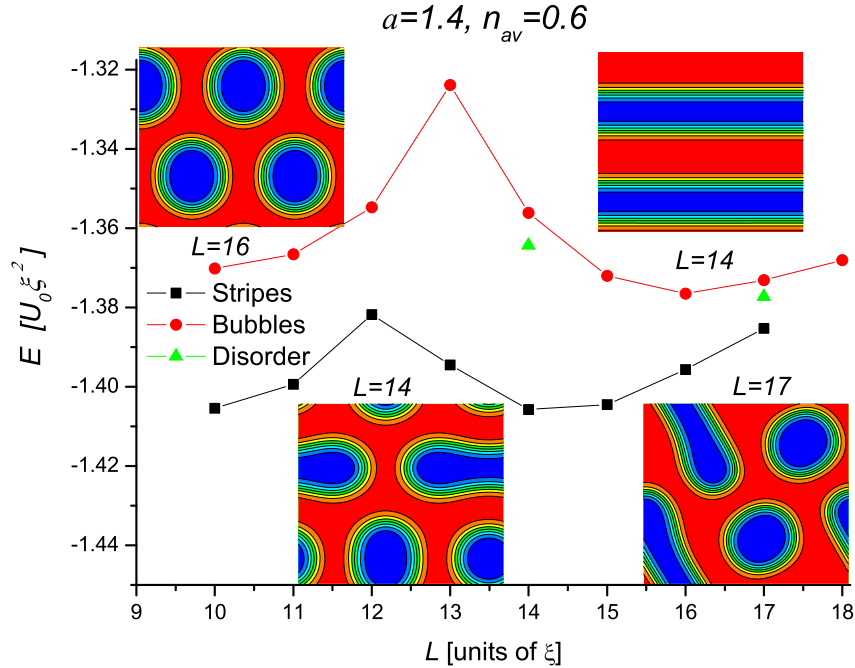 a=1.4, n_av=0.6
-1.32
-1.34
-1.36
-1.38
-1.40
-1.42
-1.44
E [U₀ξ²]
L=16
L=14
Stripes
Bubbles
Disorder
L=14
L=17
9 10 11 12 13 14 15 16 17 18
L [units of ξ]